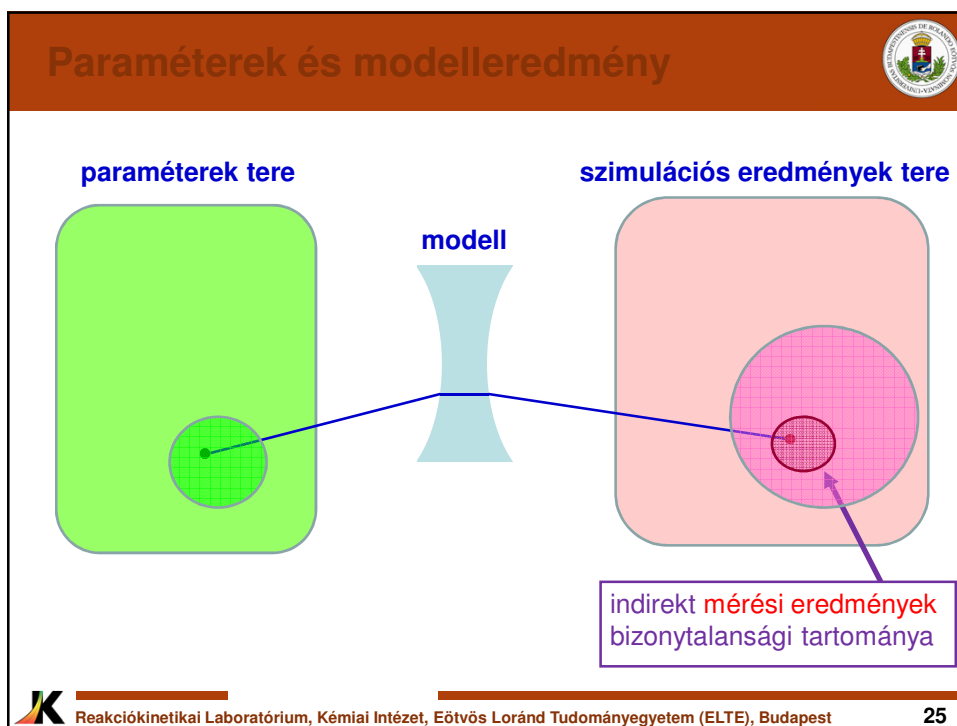 Paraméterek és modelleredmény
paraméterek tere
szimulációs eredmények tere
modell
indirekt mérési eredmények
bizonytalansági tartománya
Reakciókinetikai Laboratórium, Kémiai Intézet, Eötvös Loránd Tudományegyetem (ELTE), Budapest
25